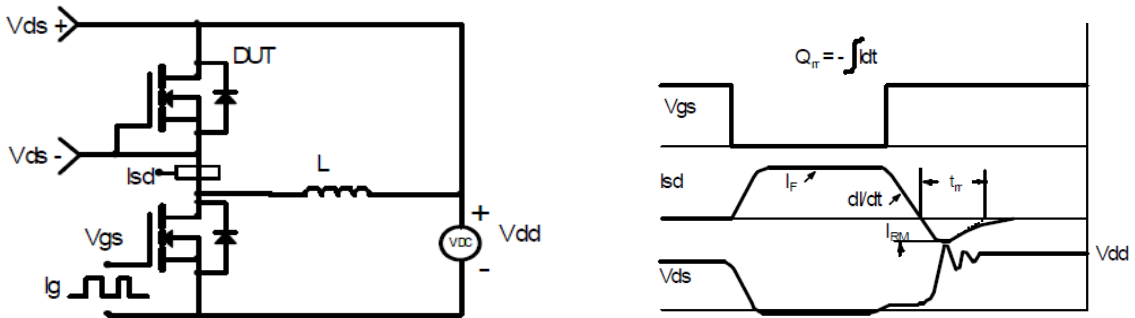 Vds +
DUT
Vds -
Isd
L
Vgs
Ig
+
VDC
-
Vdd
Qrr = - ∫Idt
Vgs
Isd
IF
dI/dt
trr
IRM
Vds
Vdd